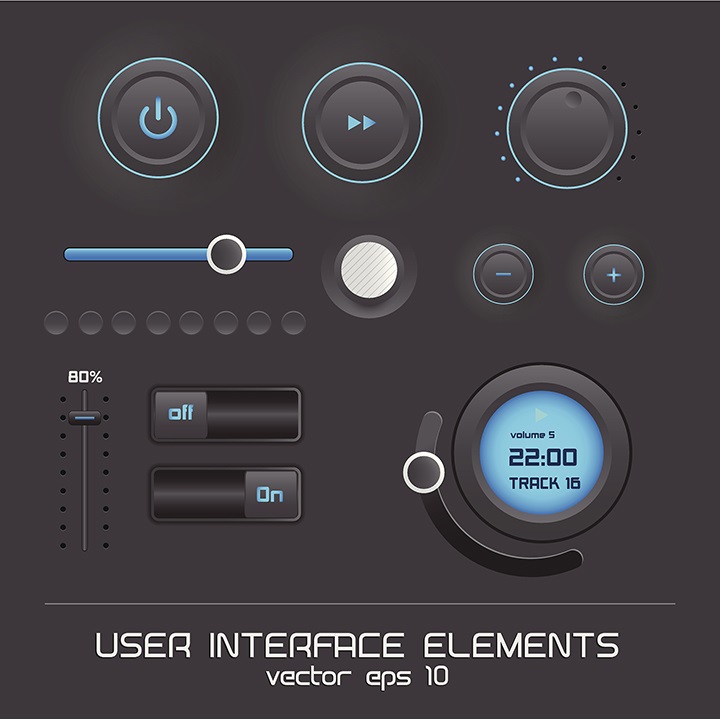 80%
off
On
volume 5
22:00
TRACK 16
USER INTERFACE ELEMENTS
vector eps 10